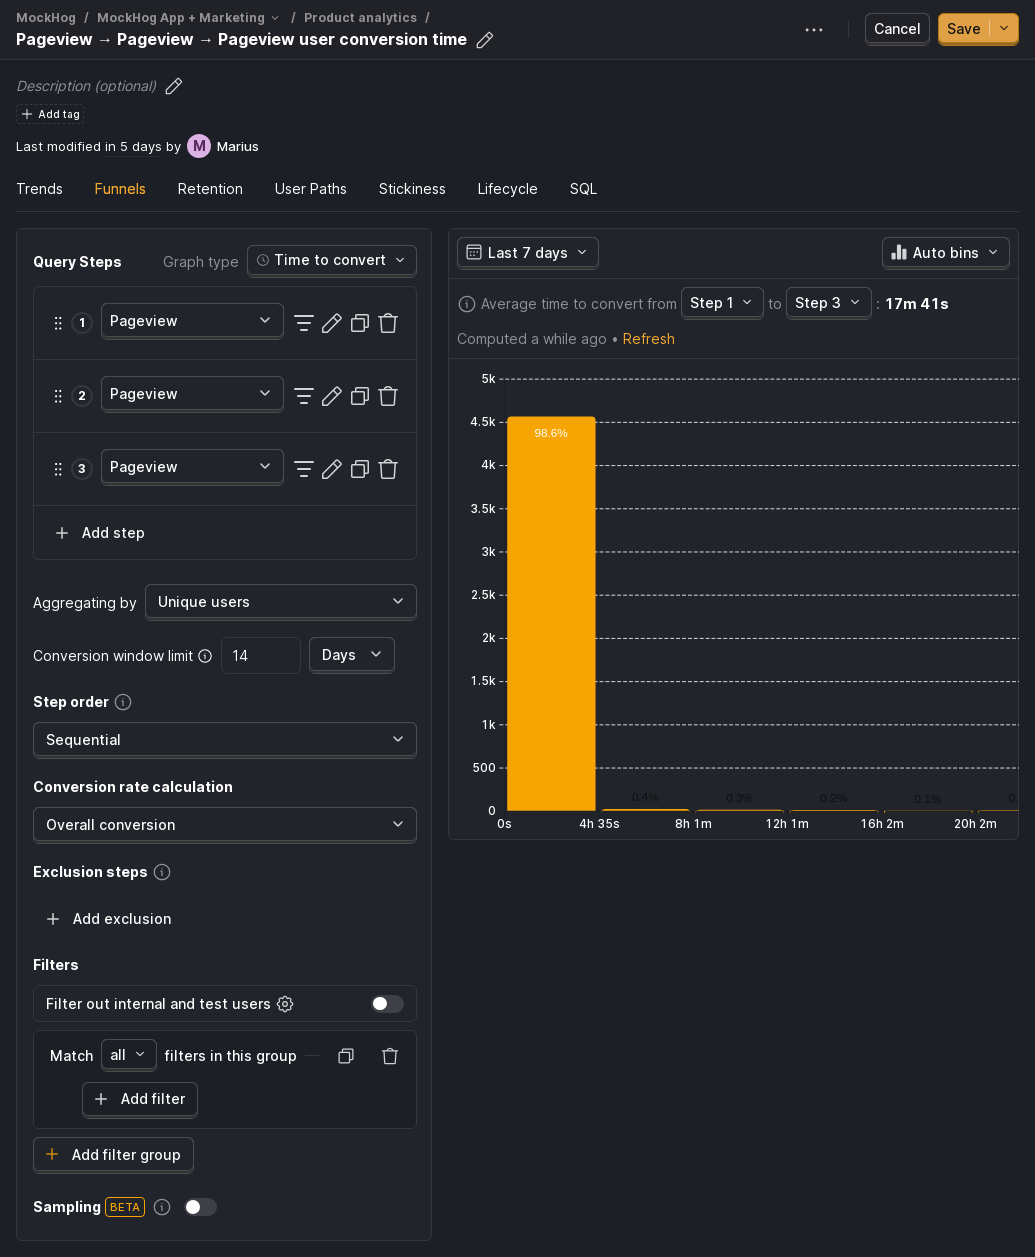 MockHog / MockHog App + Marketing / Product analytics /
Pageview → Pageview → Pageview user conversion time
Cancel
Save
Description (optional)
Add tag
Last modified in 5 days by M Marius
Trends Funnels Retention User Paths Stickiness Lifecycle SQL
Query Steps
Graph type Time to convert
1 Pageview
2 Pageview
3 Pageview
Add step
Aggregating by Unique users
Conversion window limit 14 Days
Step order
Sequential
Conversion rate calculation
Overall conversion
Exclusion steps
Add exclusion
Filters
Filter out internal and test users
Match all filters in this group
Add filter
Add filter group
Sampling BETA
Last 7 days
Auto bins
Average time to convert from Step 1 to Step 3 : 17m 41s
Computed a while ago • Refresh
5k
4.5k
98.6%
4k
3.5k
3k
2.5k
2k
1.5k
1k
500
0.4% 0.3% 0.2% 0.1% 0.
0
0s 4h 35s 8h 1m 12h 1m 16h 2m 20h 2m